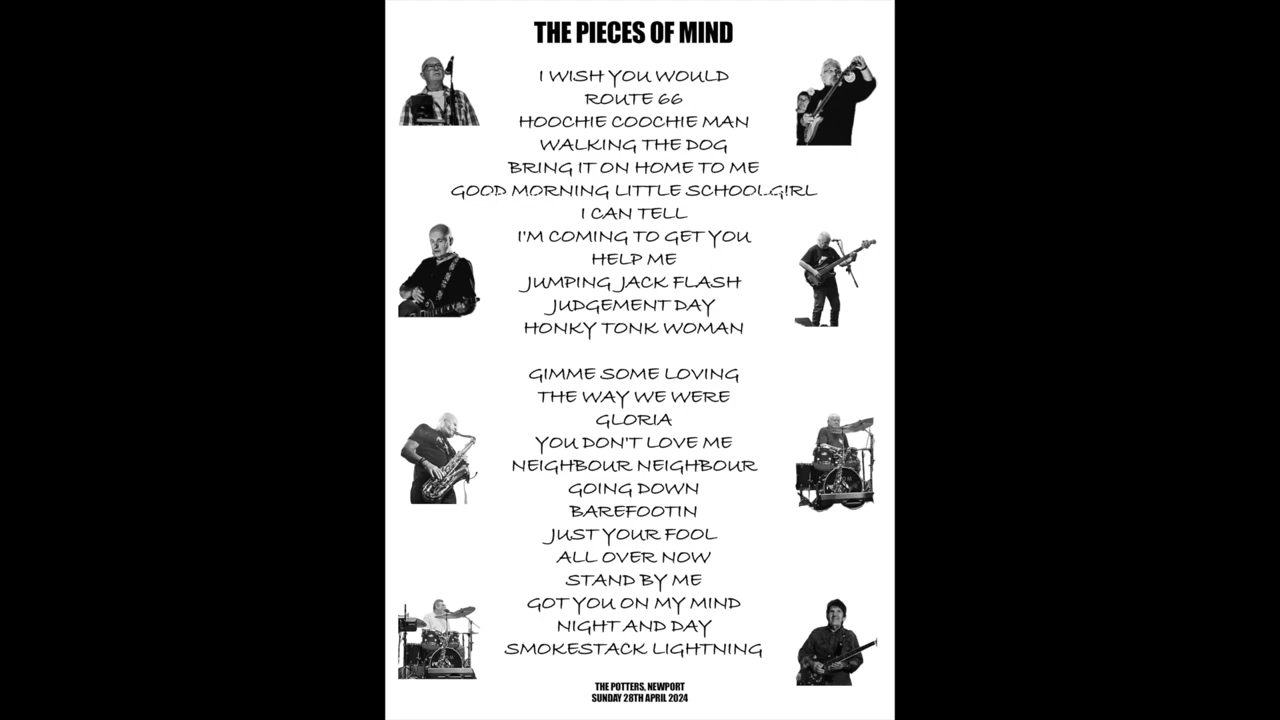 THE PIECES OF MIND
I WISH YOU WOULD
ROUTE 66
HOOCHIE COOCHIE MAN
WALKING THE DOG
BRING IT ON HOME TO ME
GOOD MORNING LITTLE SCHOOLGIRL
I CAN TELL
I'M COMING TO GET YOU
HELP ME
JUMPING JACK FLASH
JUDGEMENT DAY
HONKY TONK WOMAN
GIMME SOME LOVING
THE WAY WE WERE
GLORIA
YOU DON'T LOVE ME
NEIGHBOUR NEIGHBOUR
GOING DOWN
BAREFOOTIN
JUST YOUR FOOL
ALL OVER NOW
STAND BY ME
GOT YOU ON MY MIND
NIGHT AND DAY
SMOKESTACK LIGHTNING
THE POTTERS, NEWPORT
SUNDAY 28TH APRIL 2024